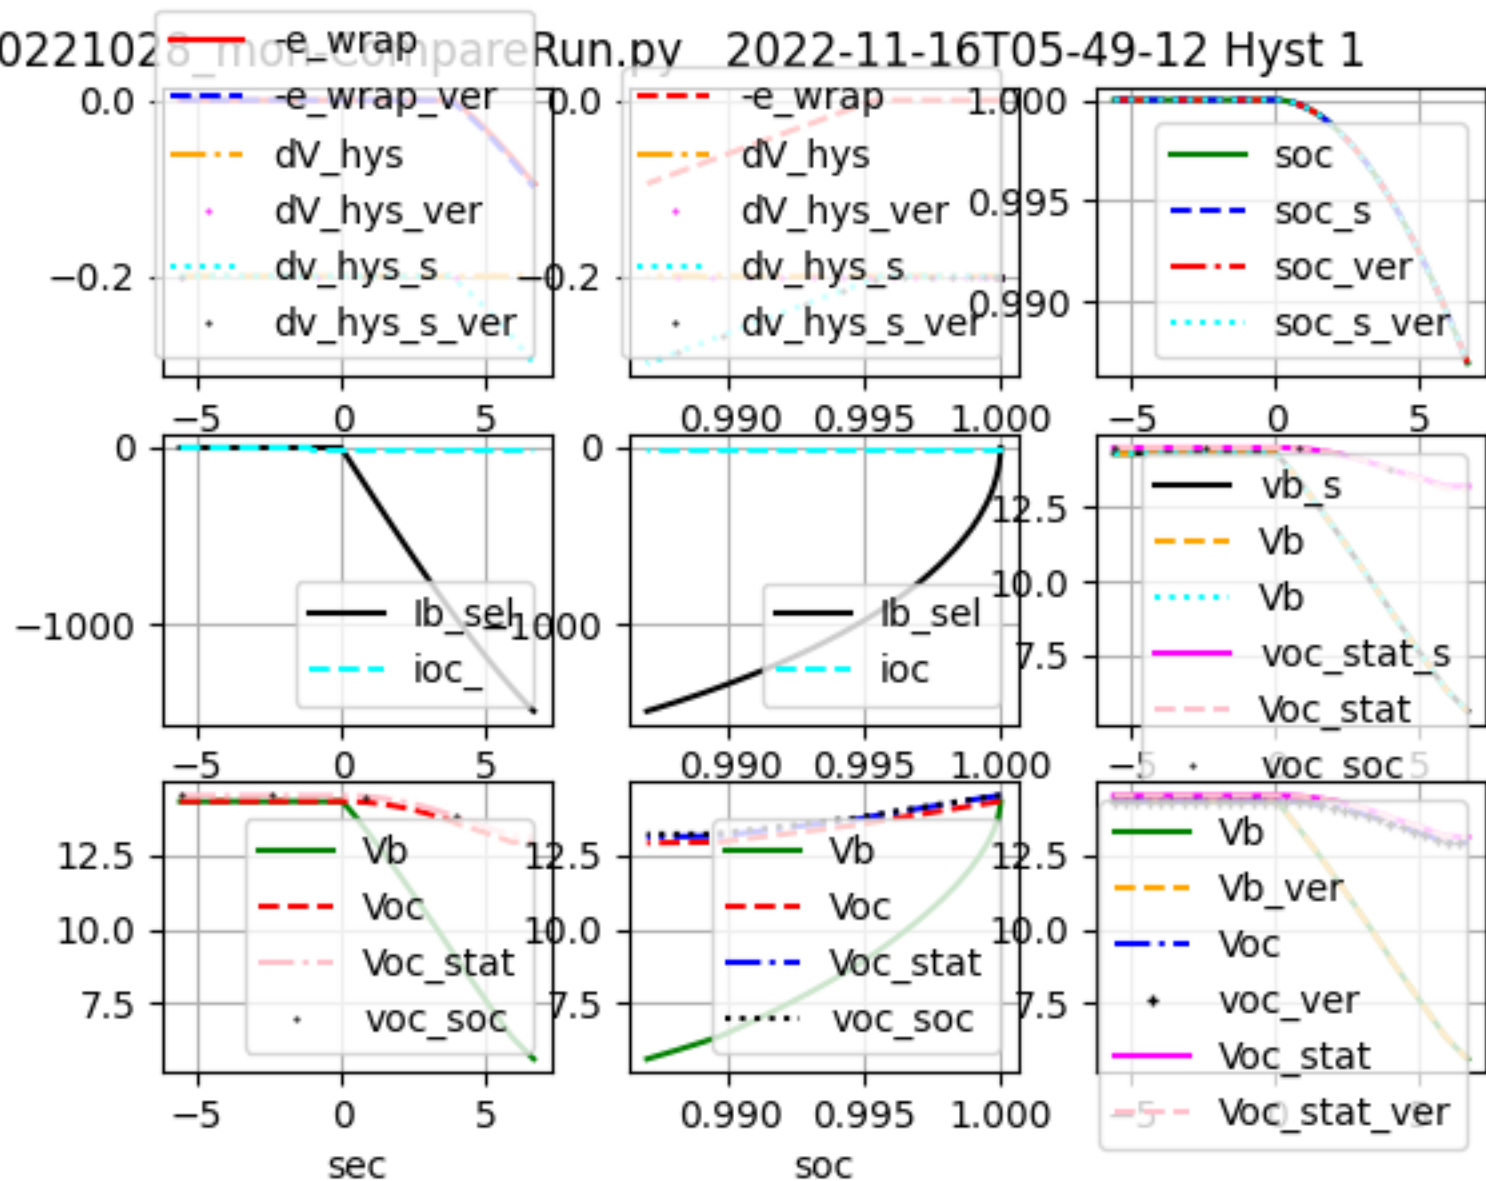 0221028_mon-CompareRun.py   2022-11-16T05-49-12 Hyst 1
-e_wrap
-e_wrap_ver
dV_hys
dV_hys_ver
dv_hys_s
dv_hys_s_ver
0.0
−0.2
−5 0 5
-e_wrap
dV_hys
dV_hys_ver
dv_hys_s
dv_hys_s_ver
0.0
−0.2
0.990 0.995 1.000
soc
soc_s
soc_ver
soc_s_ver
1.000
0.995
0.990
−5 0 5
0
−1000
Ib_sel
ioc_
−5 0 5
0
−1000
Ib_sel
ioc
0.990 0.995 1.000
12.5
10.0
7.5
vb_s
Vb
Vb
voc_stat_s
Voc_stat
voc_soc
−5 0 5
12.5
10.0
7.5
Vb
Voc
Voc_stat
voc_soc
−5 0 5
sec
12.5
10.0
7.5
Vb
Voc
Voc_stat
voc_soc
0.990 0.995 1.000
soc
12.5
10.0
7.5
Vb
Vb_ver
Voc
voc_ver
Voc_stat
Voc_stat_ver
−5 0 5